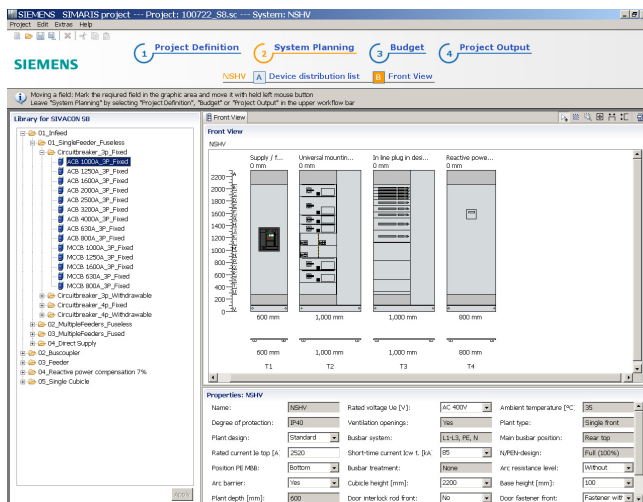 SIEMENS SIMARIS project --- Project: 100722_S8.sc --- System: NSHV
Project Edit Extras Help
SIEMENS
1 Project Definition 2 System Planning 3 Budget 4 Project Output
NSHV A Device distribution list B Front View
Moving a field: Mark the required field in the graphic area and move it with held left mouse button
Leave "System Planning" by selecting "Project Definition", "Budget" or "Project Output" in the upper workflow bar
Library for SIVACON S8
01_Infeed
01_SingleFeeder_Fuseless
Circuitbreaker_3p_Fixed
ACB 1000A_3P_Fixed
ACB 1250A_3P_Fixed
ACB 1600A_3P_Fixed
ACB 2000A_3P_Fixed
ACB 2500A_3P_Fixed
ACB 3200A_3P_Fixed
ACB 4000A_3P_Fixed
ACB 630A_3P_Fixed
ACB 800A_3P_Fixed
MCCB 1000A_3P_Fixed
MCCB 1250A_3P_Fixed
MCCB 1600A_3P_Fixed
MCCB 630A_3P_Fixed
MCCB 800A_3P_Fixed
Circuitbreaker_3p_Withdrawable
Circuitbreaker_4p_Fixed
Circuitbreaker_4p_Withdrawable
02_MultipleFeeders_Fuseless
03_MultipleFeeders_Fused
04_Direct Supply
02_Buscoupler
03_Feeder
04_Reactive power compensation 7%
05_Single Cubicle
Apply
Front View
Front View
NSHV
Supply / f... Universal mountin... In line plug in desi... Reactive powe...
0 mm 0 mm 0 mm 0 mm
2200
2000
1800
1600
1400
1200
1000
800
600
400
200
0
600 mm 1,000 mm 1,000 mm 800 mm
600 mm 1,000 mm 1,000 mm 800 mm
T1 T2 T3 T4
Properties: NSHV
Name: NSHV Rated voltage Ue [V]: AC 400V Ambient temperature [°C] 35
Degree of protection: IP40 Ventilation openings: Yes Plant type: Single front
Plant design: Standard Busbar system: L1-L3, PE, N Main busbar position: Rear top
Rated current Ie top [A] 2520 Short-time current Icw t. [kA] 85 N/PEN-design: Full (100%)
Position PE MBB: Bottom Busbar treatment: None Arc resistance level: Without
Arc barrier: Yes Cubicle height [mm]: 2200 Base height [mm]: 100
Plant depth [mm]: 600 Door interlock rod front: No Door fastener front: Fastener with